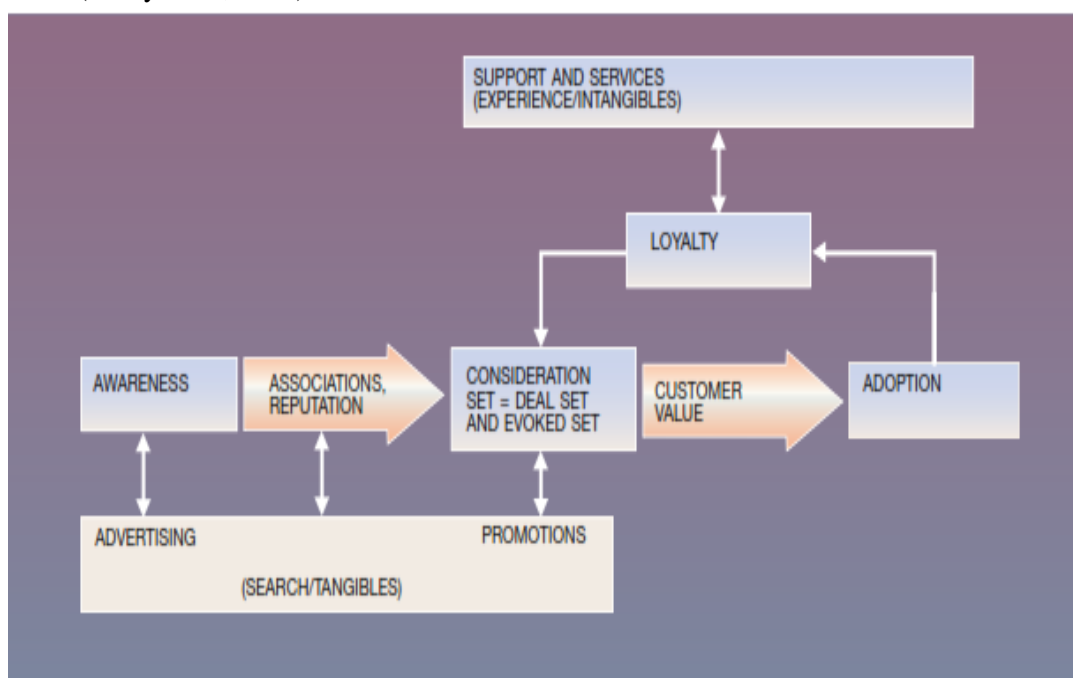 SUPPORT AND SERVICES
(EXPERIENCE/INTANGIBLES)
LOYALTY
AWARENESS
ASSOCIATIONS,
REPUTATION
CONSIDERATION
SET = DEAL SET
AND EVOKED SET
CUSTOMER
VALUE
ADOPTION
ADVERTISING
PROMOTIONS
(SEARCH/TANGIBLES)